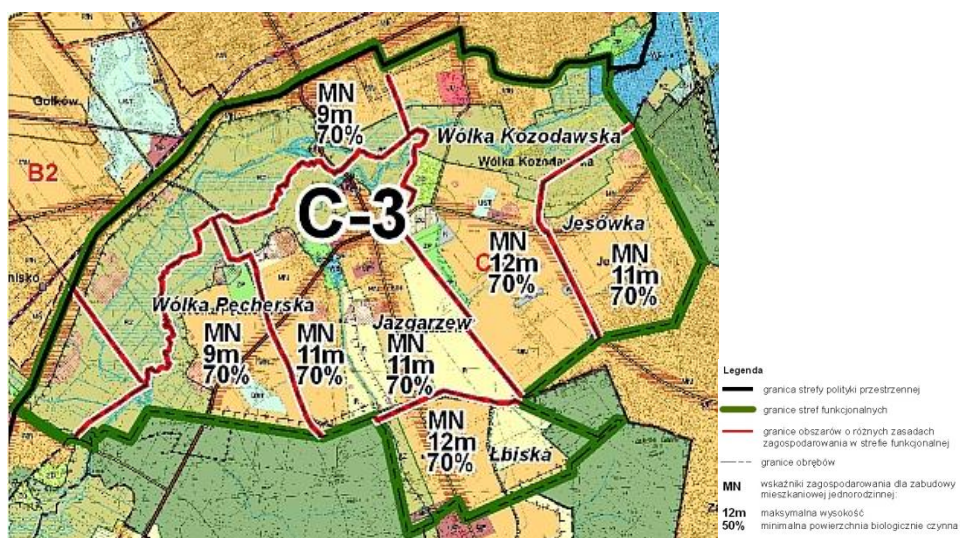 MN
9m
70%
Gołków
Wólka Kozodawska
Wólka Kozodawska
B2
UST
C-3
Jesówka
MN
C 12m
70%
MN
11m
70%
Wólka Pęcherska
MN
9m
70%
MN
11m
70%
Jazgarzew
MN
11m
70%
MN
12m
70%
Łbiska
Legenda
granica strefy polityki przestrzennej
granice stref funkcjonalnych
granice obszarów o różnych zasadach
zagospodarowania w strefie funkcjonalnej
granice obrębów
MN wskaźniki zagospodarowania dla zabudowy
mieszkaniowej jednorodzinnej:
12m maksymalna wysokość
50% minimalna powierzchnia biologicznie czynna